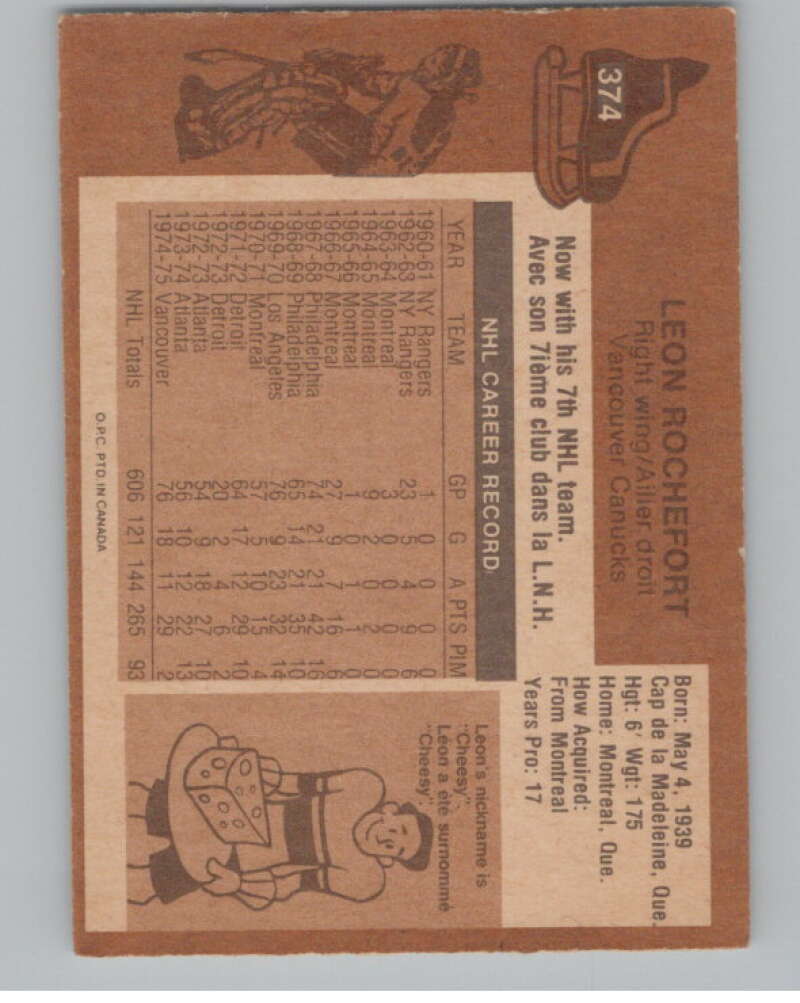 374
LEON ROCHEFORT
Right wing/Ailier droit
Vancouver Canucks
Born: May 4, 1939
Cap de la Madeleine, Que.
Hgt: 6' Wgt: 175
Home: Montreal, Que.
How Acquired:
From Montreal
Years Pro: 17
Now with his 7th NHL team.
Avec son 7ième club dans la L.N.H.
NHL CAREER RECORD
YEAR TEAM GP G A PTS PIM
1960-61 NY Rangers 1 0 0 0 0
1962-63 NY Rangers 23 5 4 9 6
1963-64 Montreal 3 0 0 0 0
1964-65 Montreal 9 2 0 2 0
1965-66 Montreal 1 0 1 1 0
1966-67 Montreal 27 9 7 16 6
1967-68 Philadelphia 74 21 21 42 16
1968-69 Philadelphia 65 14 21 35 10
1969-70 Los Angeles 76 9 23 32 14
1970-71 Montreal 57 5 10 15 4
1971-72 Detroit 64 17 12 29 10
1972-73 Detroit 20 2 4 6 2
1972-73 Atlanta 54 9 18 27 10
1973-74 Atlanta 56 10 12 22 13
1974-75 Vancouver 76 18 11 29 2
NHL Totals 606 121 144 265 93
Leon's nickname is
"Cheesy".
Léon a été surnommé
"Cheesy"
O.P.C. PTD. IN CANADA